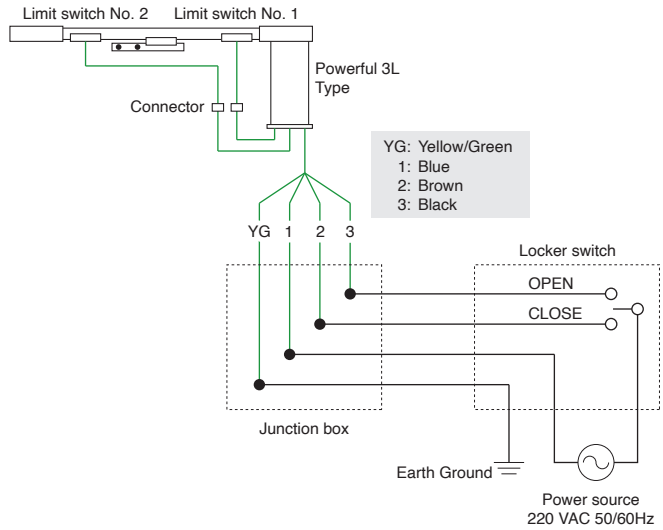 Limit switch No. 2
Limit switch No. 1
Powerful 3L
Type
Connector
YG: Yellow/Green
1: Blue
2: Brown
3: Black
YG 1 2 3
Locker switch
OPEN
CLOSE
Junction box
Earth Ground
Power source
220 VAC 50/60Hz